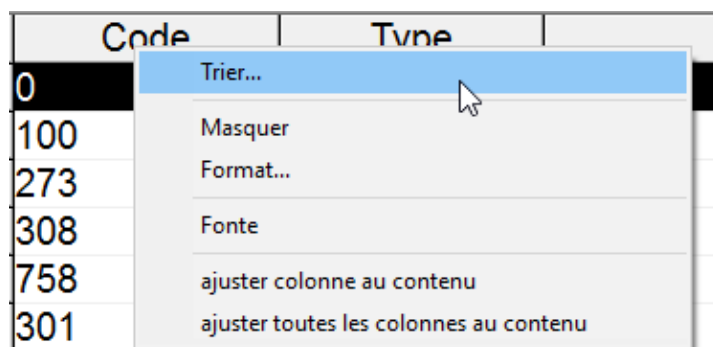 Code Type
Trier...
0
100
Masquer
Format...
273
308
Fonte
758
ajuster colonne au contenu
301
ajuster toutes les colonnes au contenu